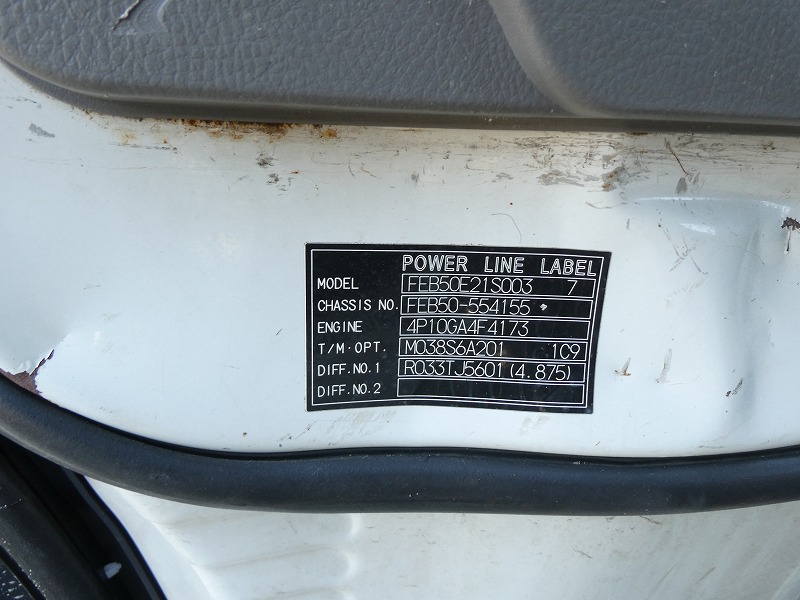 POWER LINE LABEL
MODEL FEB50E21S003 7
CHASSIS NO. FEB50-554155
ENGINE 4P10GA4F4173
T/M·OPT. M038S6A201 1C9
DIFF.NO.1 R033TJ5601(4.875)
DIFF.NO.2